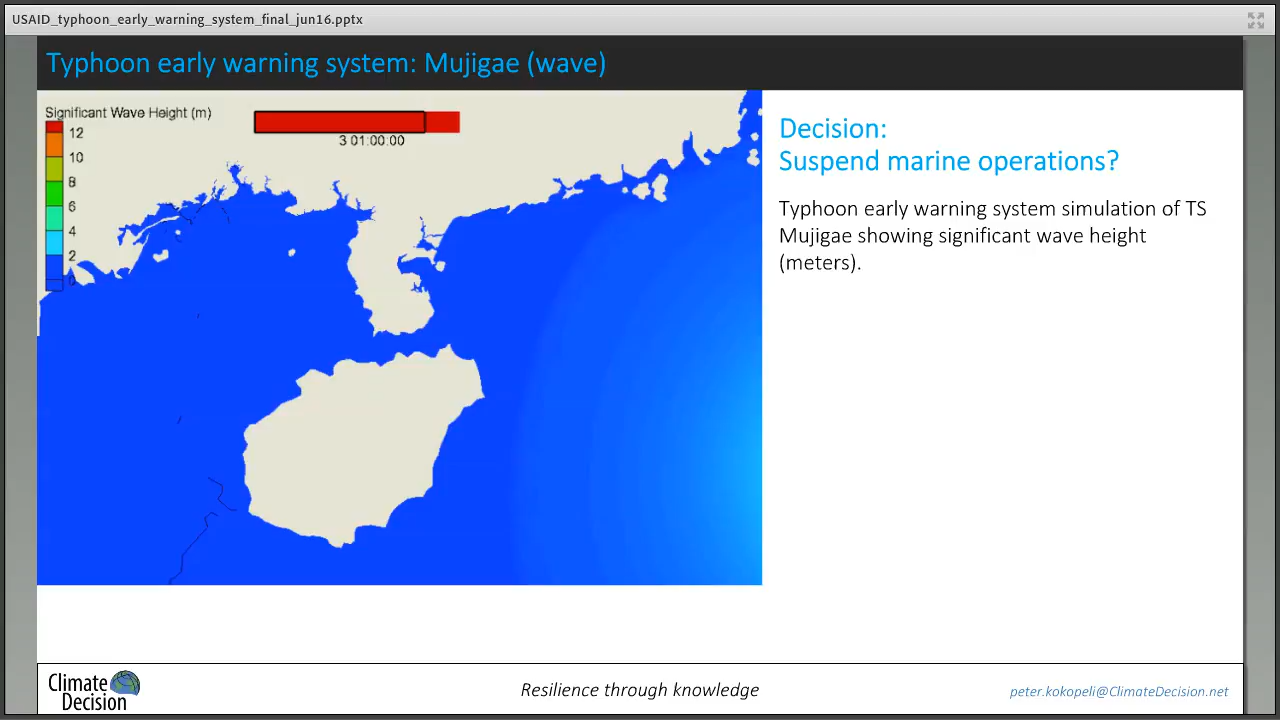 USAID_typhoon_early_warning_system_final_jun16.pptx
Typhoon early warning system: Mujigae (wave)
Significant Wave Height (m)
12
10
8
6
4
2
0
3 01:00:00
Decision:
Suspend marine operations?
Typhoon early warning system simulation of TS
Mujigae showing significant wave height
(meters).
Climate
Decision
Resilience through knowledge
peter.kokopeli@ClimateDecision.net